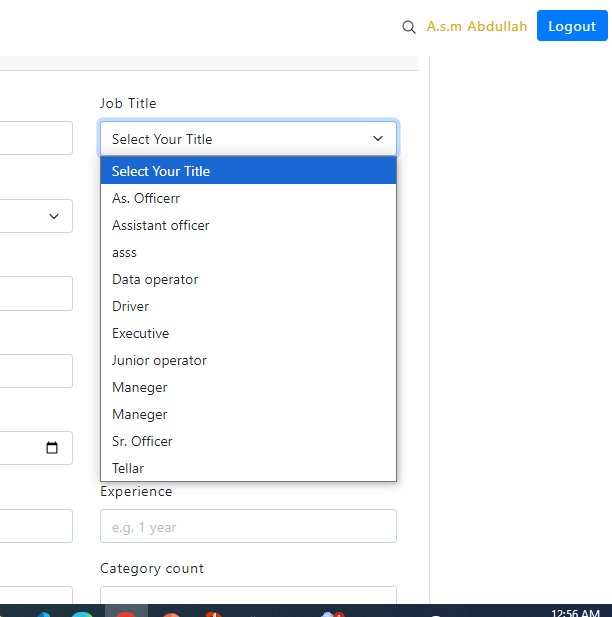 A.s.m Abdullah
Logout
Job Title
Select Your Title
Select Your Title
As. Officerr
Assistant officer
asss
Data operator
Driver
Executive
Junior operator
Maneger
Maneger
Sr. Officer
Tellar
Experience
e.g. 1 year
Category count
12:56 AM